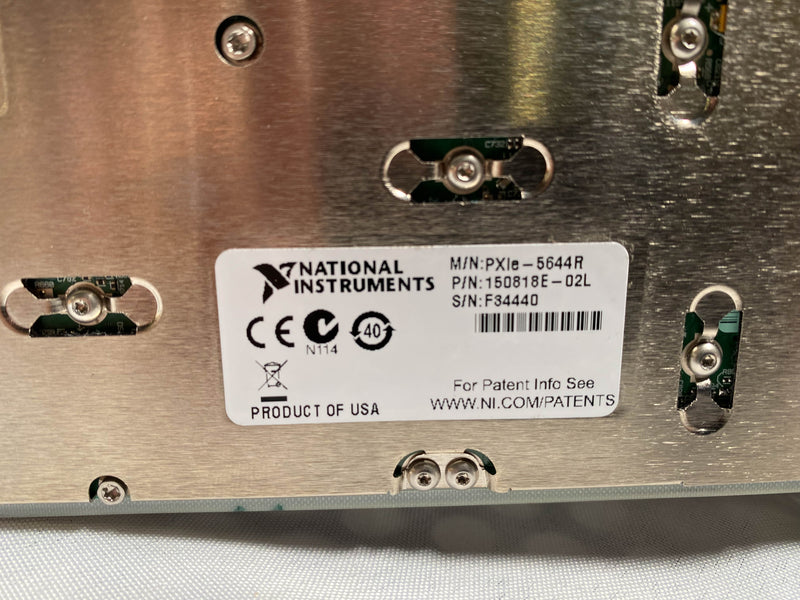 C732
NATIONAL
INSTRUMENTS
M/N:PXIe-5644R
P/N:150818E-02L
S/N:F34440
CE
N114
40
For Patent Info See
WWW.NI.COM/PATENTS
PRODUCT OF USA